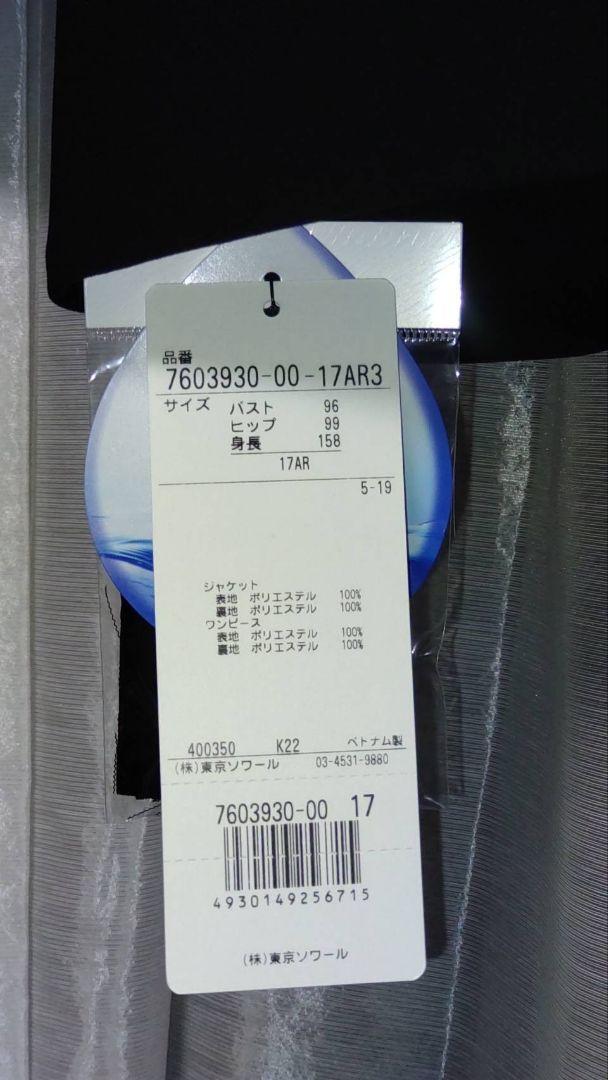 品番
7603930-00-17AR3
サイズ バスト 96
ヒップ 99
身長 158
17AR
5-19
ジャケット
表地 ポリエステル 100%
裏地 ポリエステル 100%
ワンピース
表地 ポリエステル 100%
裏地 ポリエステル 100%
400350 K22 ベトナム製
(株)東京ソワール 03-4531-9880
7603930-00 17
4930149256715
(株)東京ソワール